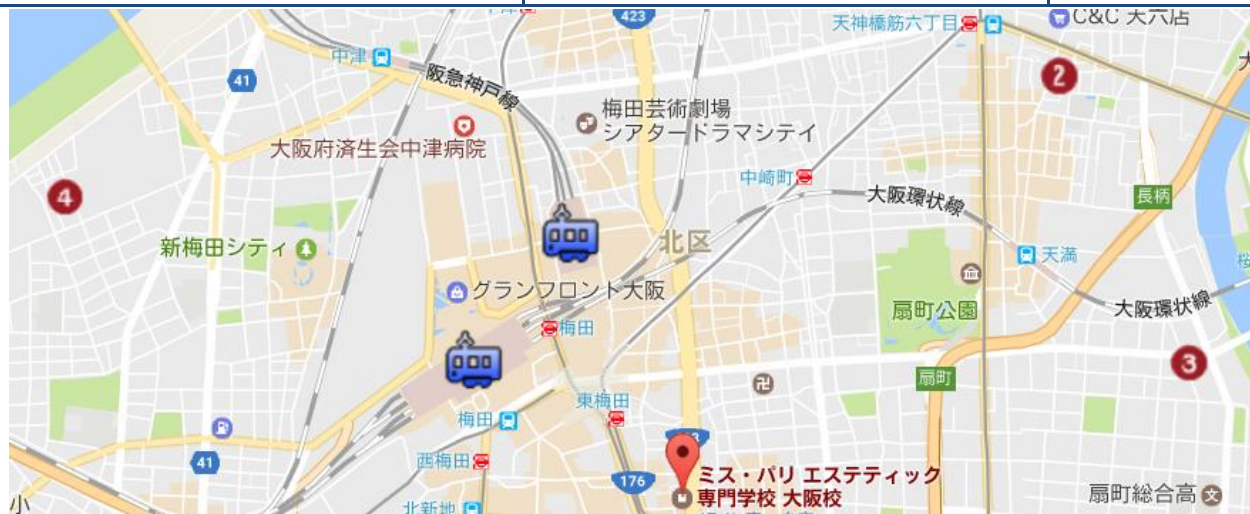 423
天神橋筋六丁目
C&C 天六店
中津
41
阪急神戸線
2
梅田芸術劇場
シアタードラマシテイ
大阪府済生会中津病院
中崎町
4
大阪環状線
長柄
新梅田シティ
北区
天満
グランフロント大阪
扇町公園
大阪環状線
梅田
3
扇町
東梅田
梅田
西梅田
41
176
ミス・パリ エステティック
専門学校 大阪校
北新地
扇町総合高
小